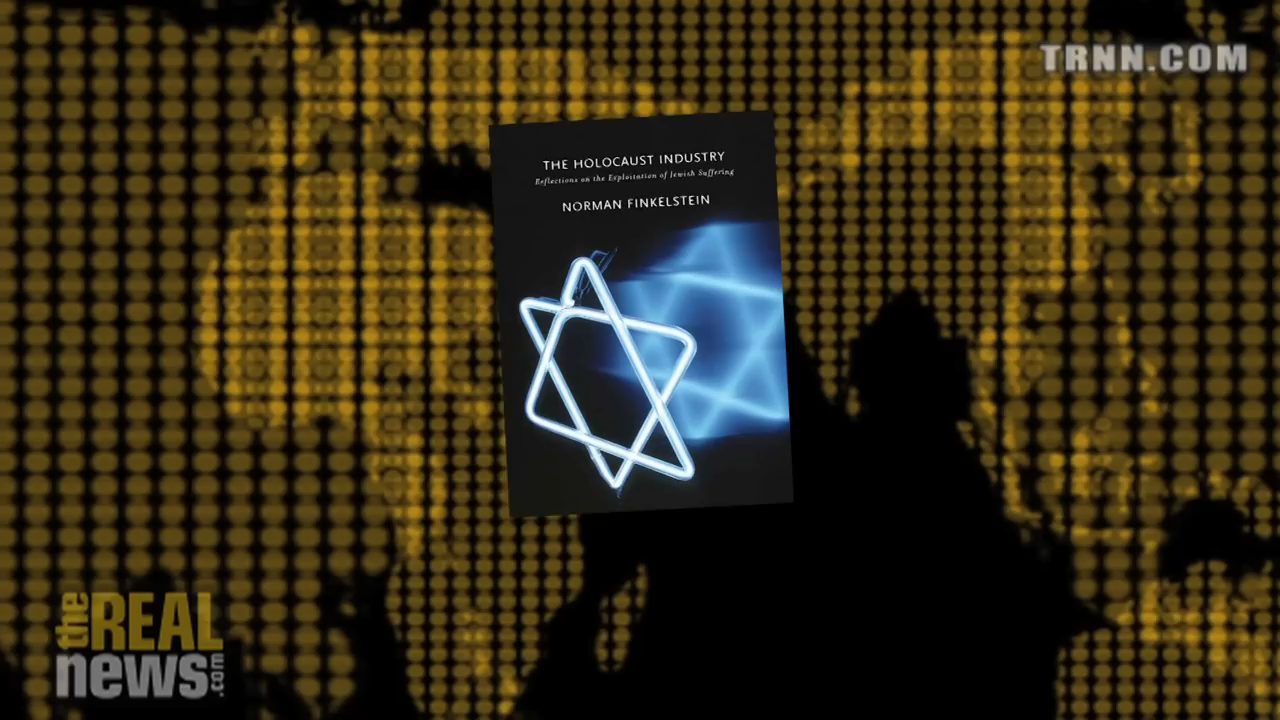 TRNN.COM
THE HOLOCAUST INDUSTRY
Reflections on the Exploitation of Jewish Suffering
NORMAN FINKELSTEIN
the REAL
news.com